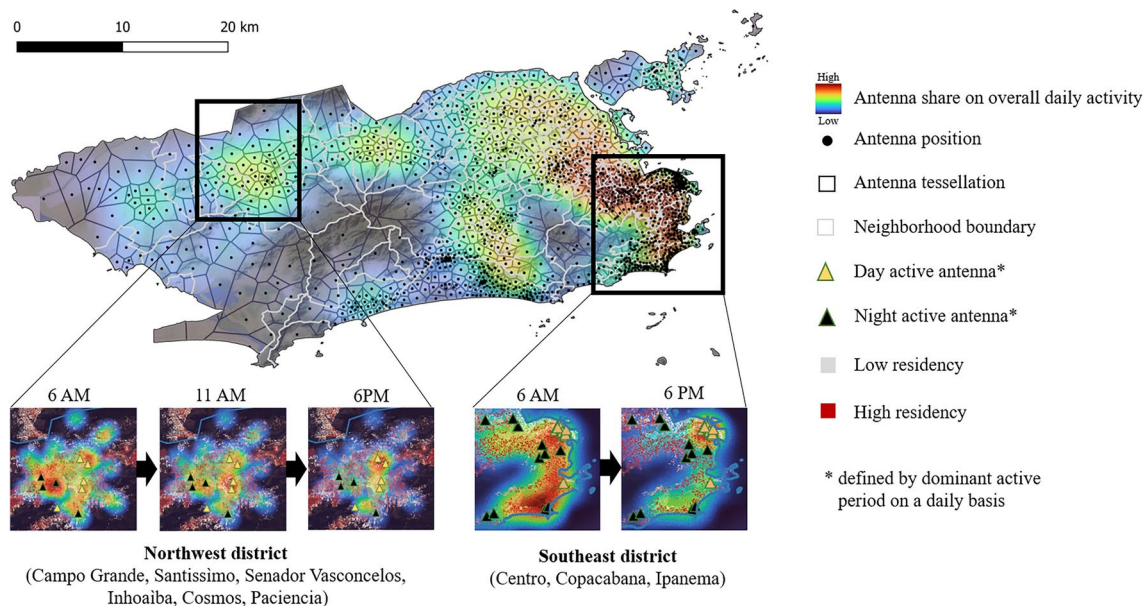 0 10 20 km
High
Low
Antenna share on overall daily activity
Antenna position
Antenna tessellation
Neighborhood boundary
Day active antenna*
Night active antenna*
Low residency
High residency
* defined by dominant active
period on a daily basis
6 AM 11 AM 6PM
6 AM 6 PM
Northwest district
(Campo Grande, Santissìmo, Senador Vasconcelos,
Inhoaiba, Cosmos, Paciencia)
Southeast district
(Centro, Copacabana, Ipanema)